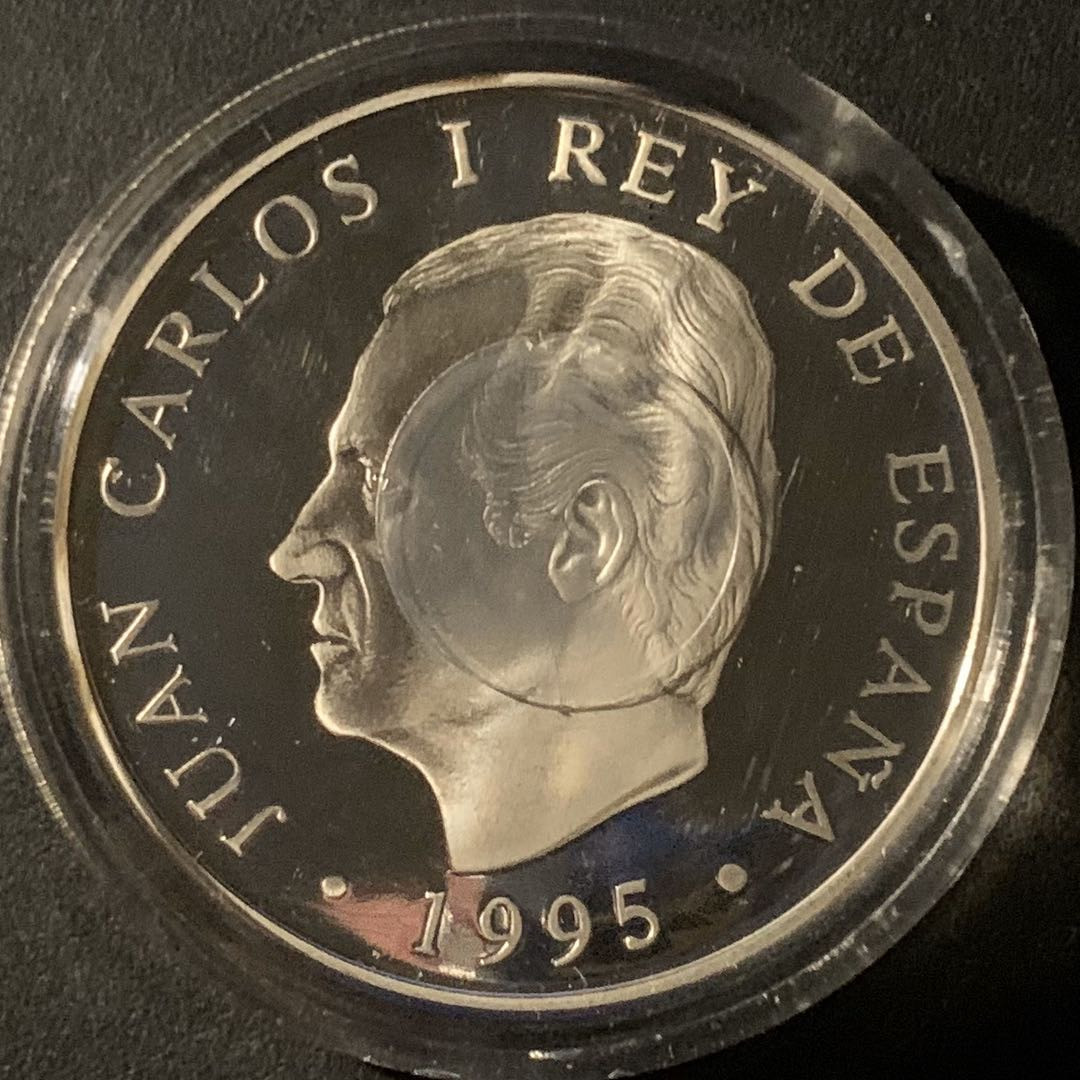 JUAN CARLOS I REY DE ESPAÑA
• 1995 •